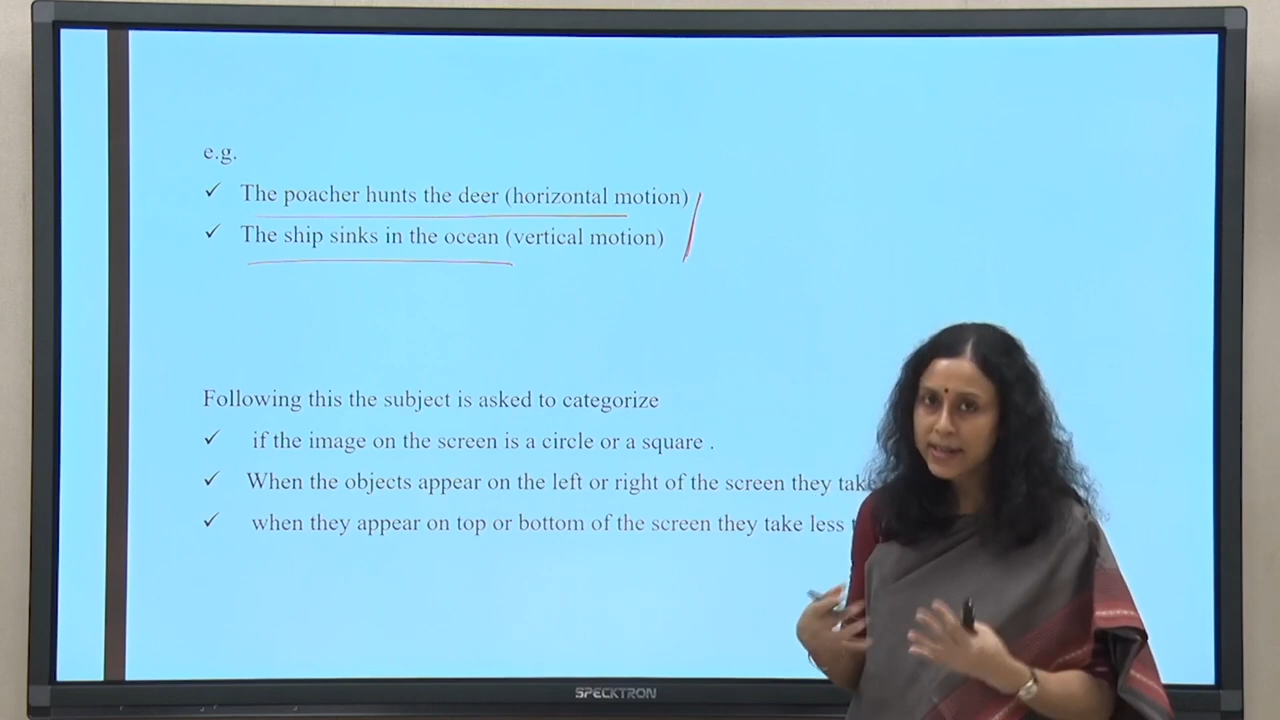 e.g.
✓ The poacher hunts the deer (horizontal motion)
✓ The ship sinks in the ocean (vertical motion)
Following this the subject is asked to categorize
✓ if the image on the screen is a circle or a square .
✓ When the objects appear on the left or right of the screen they take
✓ when they appear on top or bottom of the screen they take less
SPECKTRON